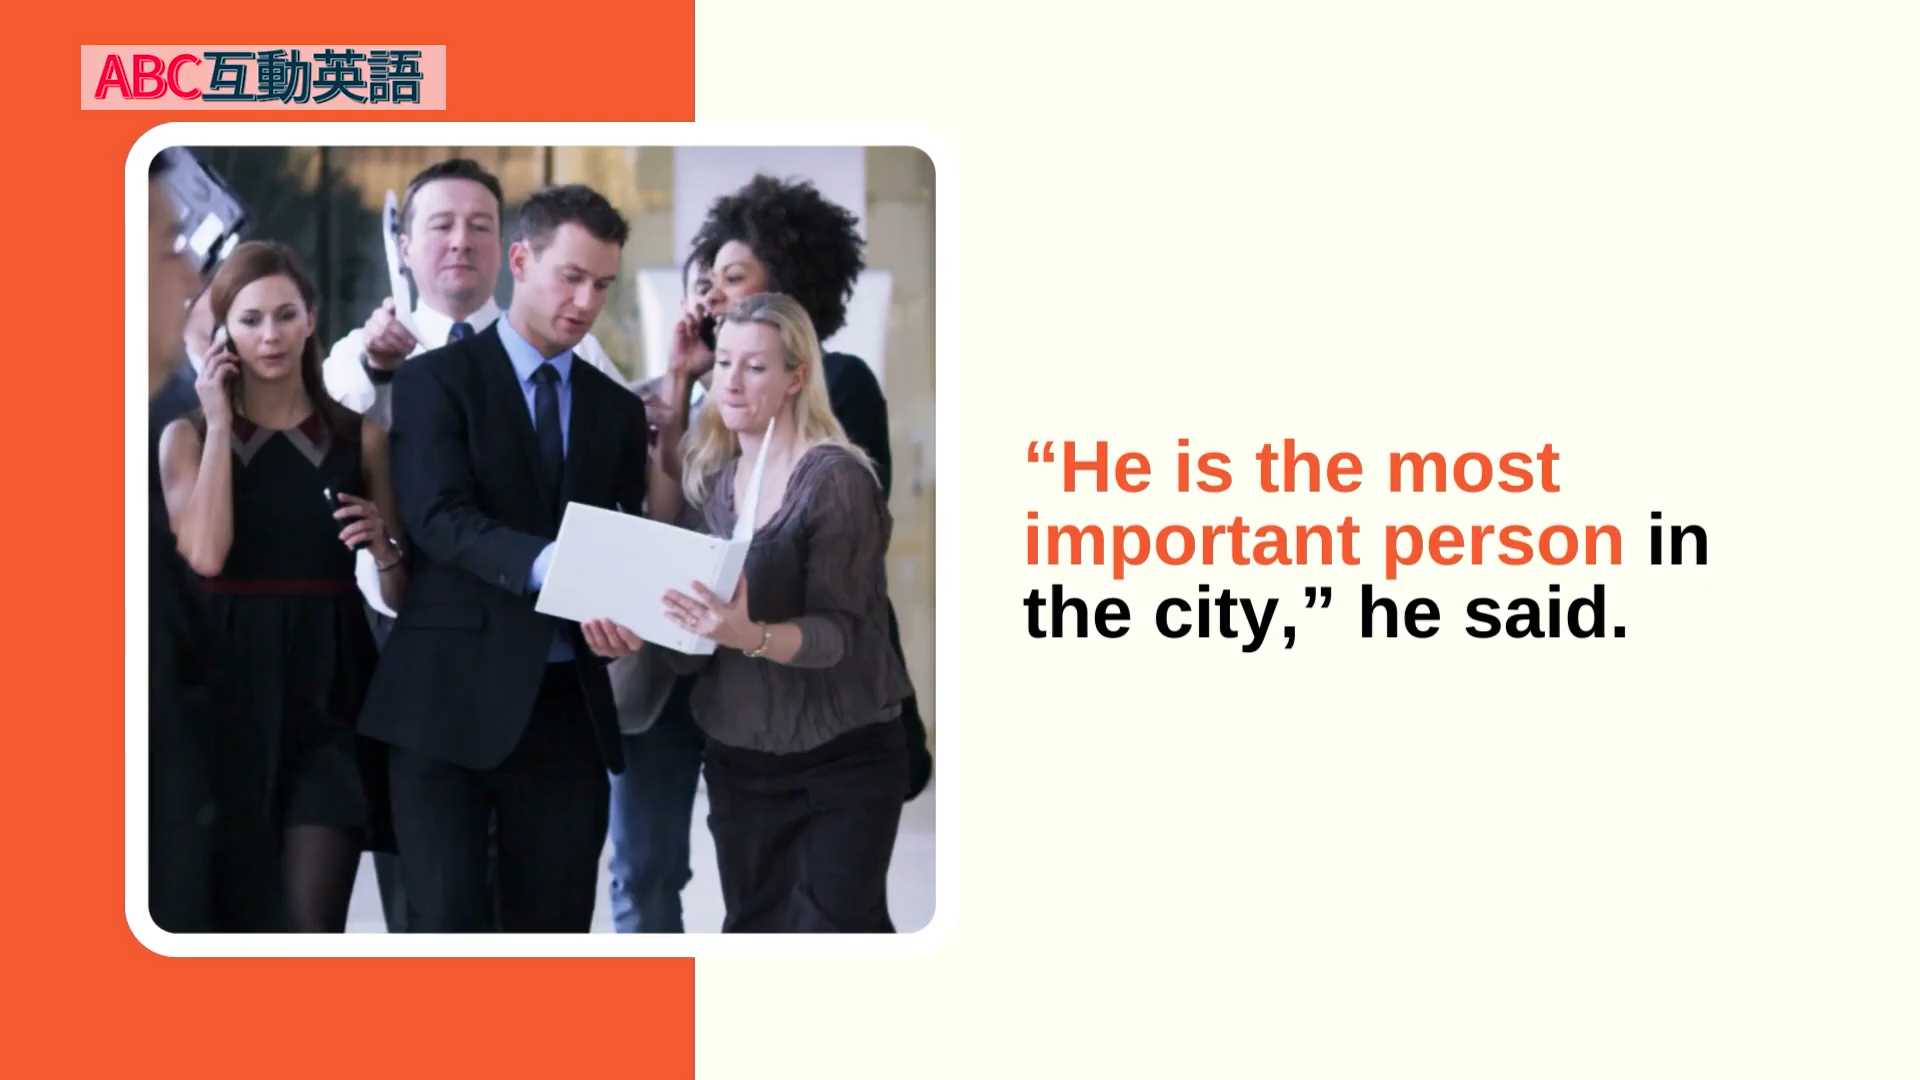 ABC互動英語
“He is the most
important person in
the city,” he said.